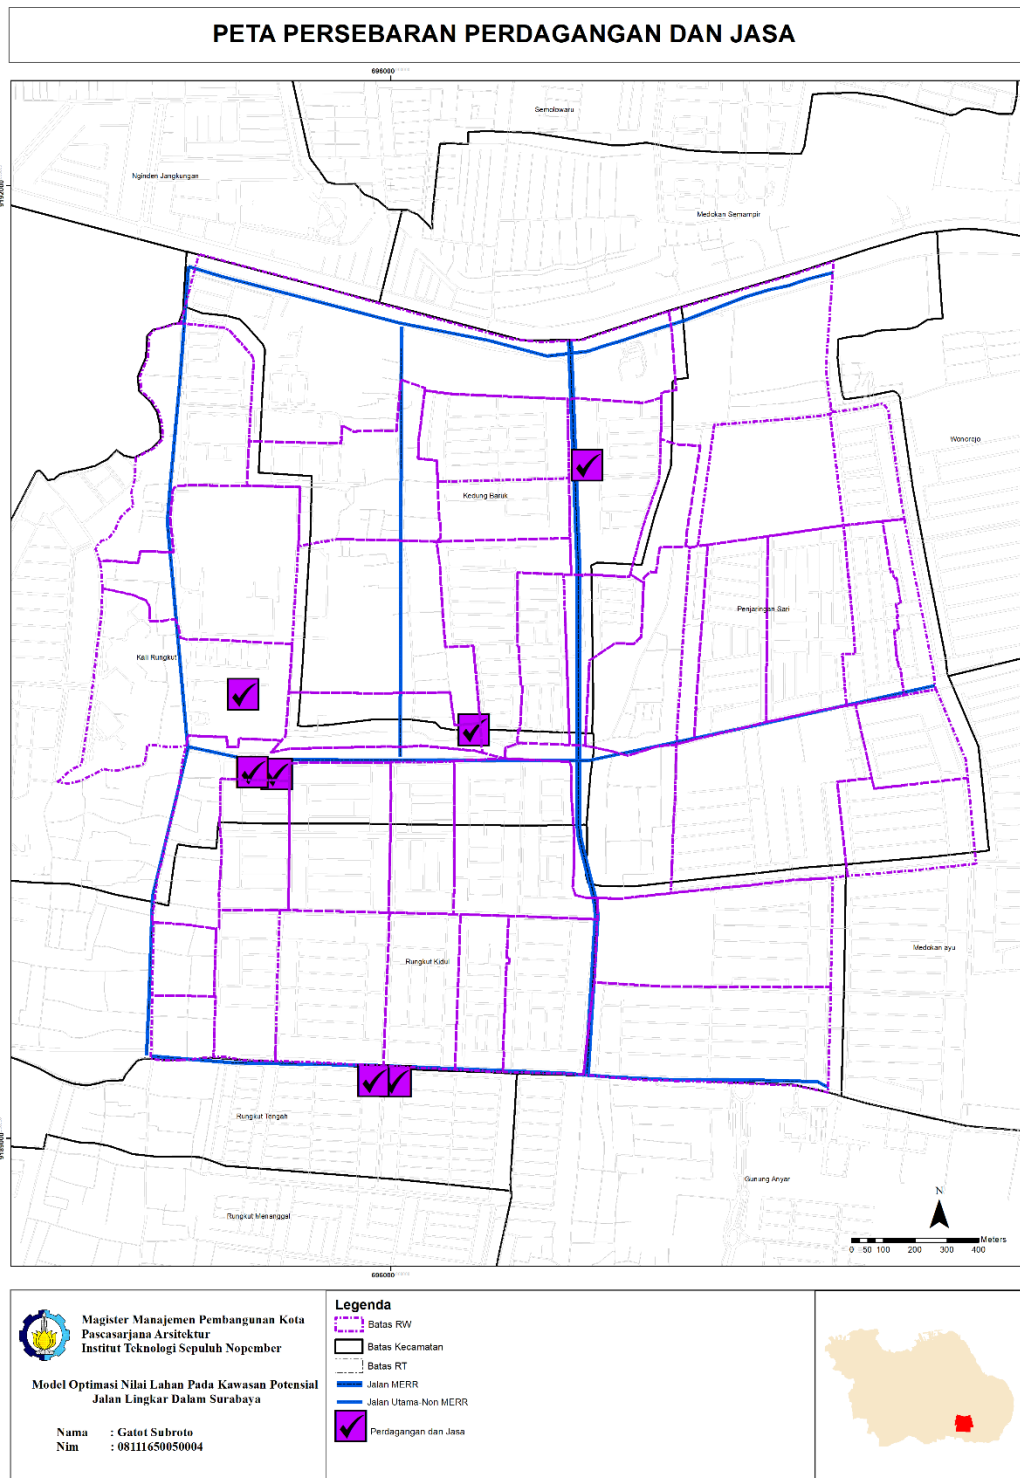 PETA PERSEBARAN PERDAGANGAN DAN JASA
698000
Semolowaru
Nginden Jangkungan
Medokan Semampir
Wonorejo
Kedung Baruk
Penjaringan Sari
Kali Rungkut
Medokan ayu
Rungkut Kidul
Rungkut Tengah
Gunung Anyar
Rungkut Menanggal
N
0 50 100 200 300 400 Meters
Magister Manajemen Pembangunan Kota
Pascasarjana Arsitektur
Institut Teknologi Sepuluh Nopember
Model Optimasi Nilai Lahan Pada Kawasan Potensial
Jalan Lingkar Dalam Surabaya
Nama : Gatot Subroto
Nim : 08111650050004
Legenda
Batas RW
Batas Kecamatan
Batas RT
Jalan MERR
Jalan Utama-Non MERR
Perdagangan dan Jasa